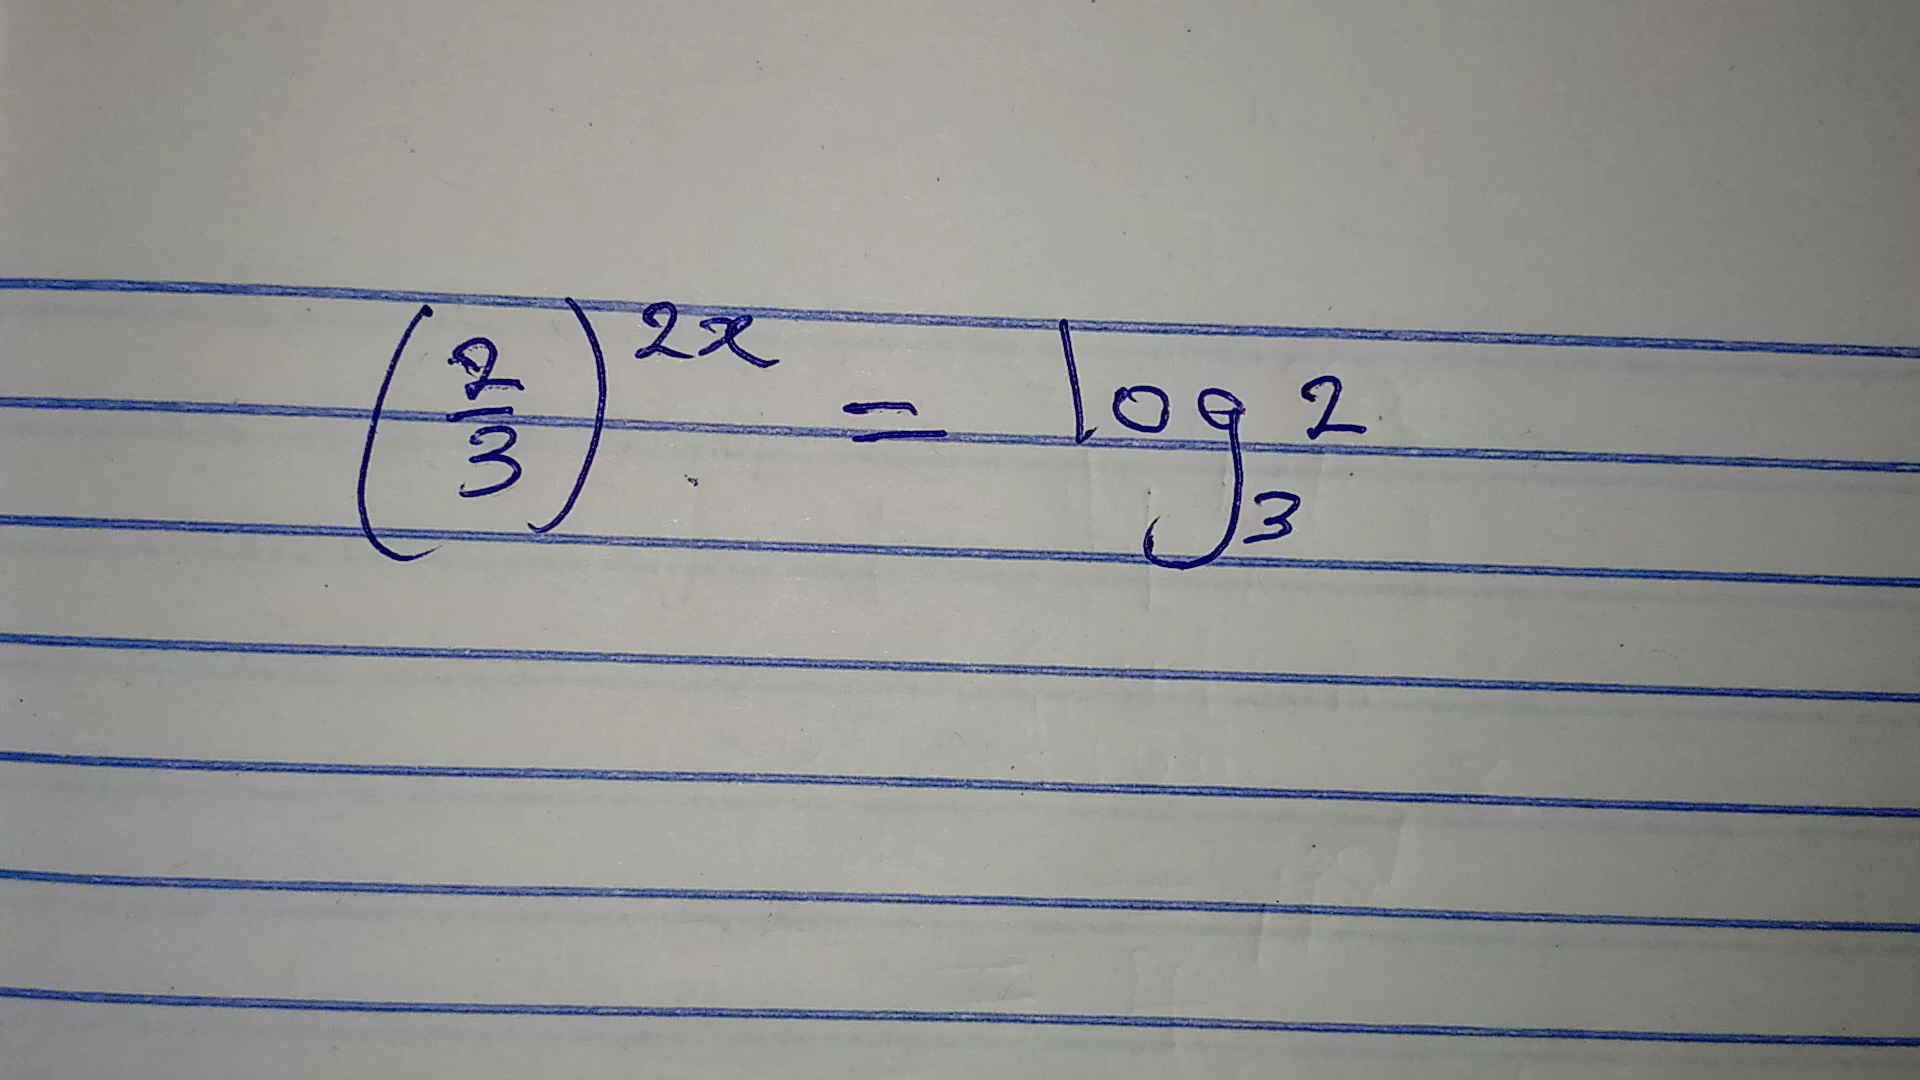 (2/3)^2x = log_3 2